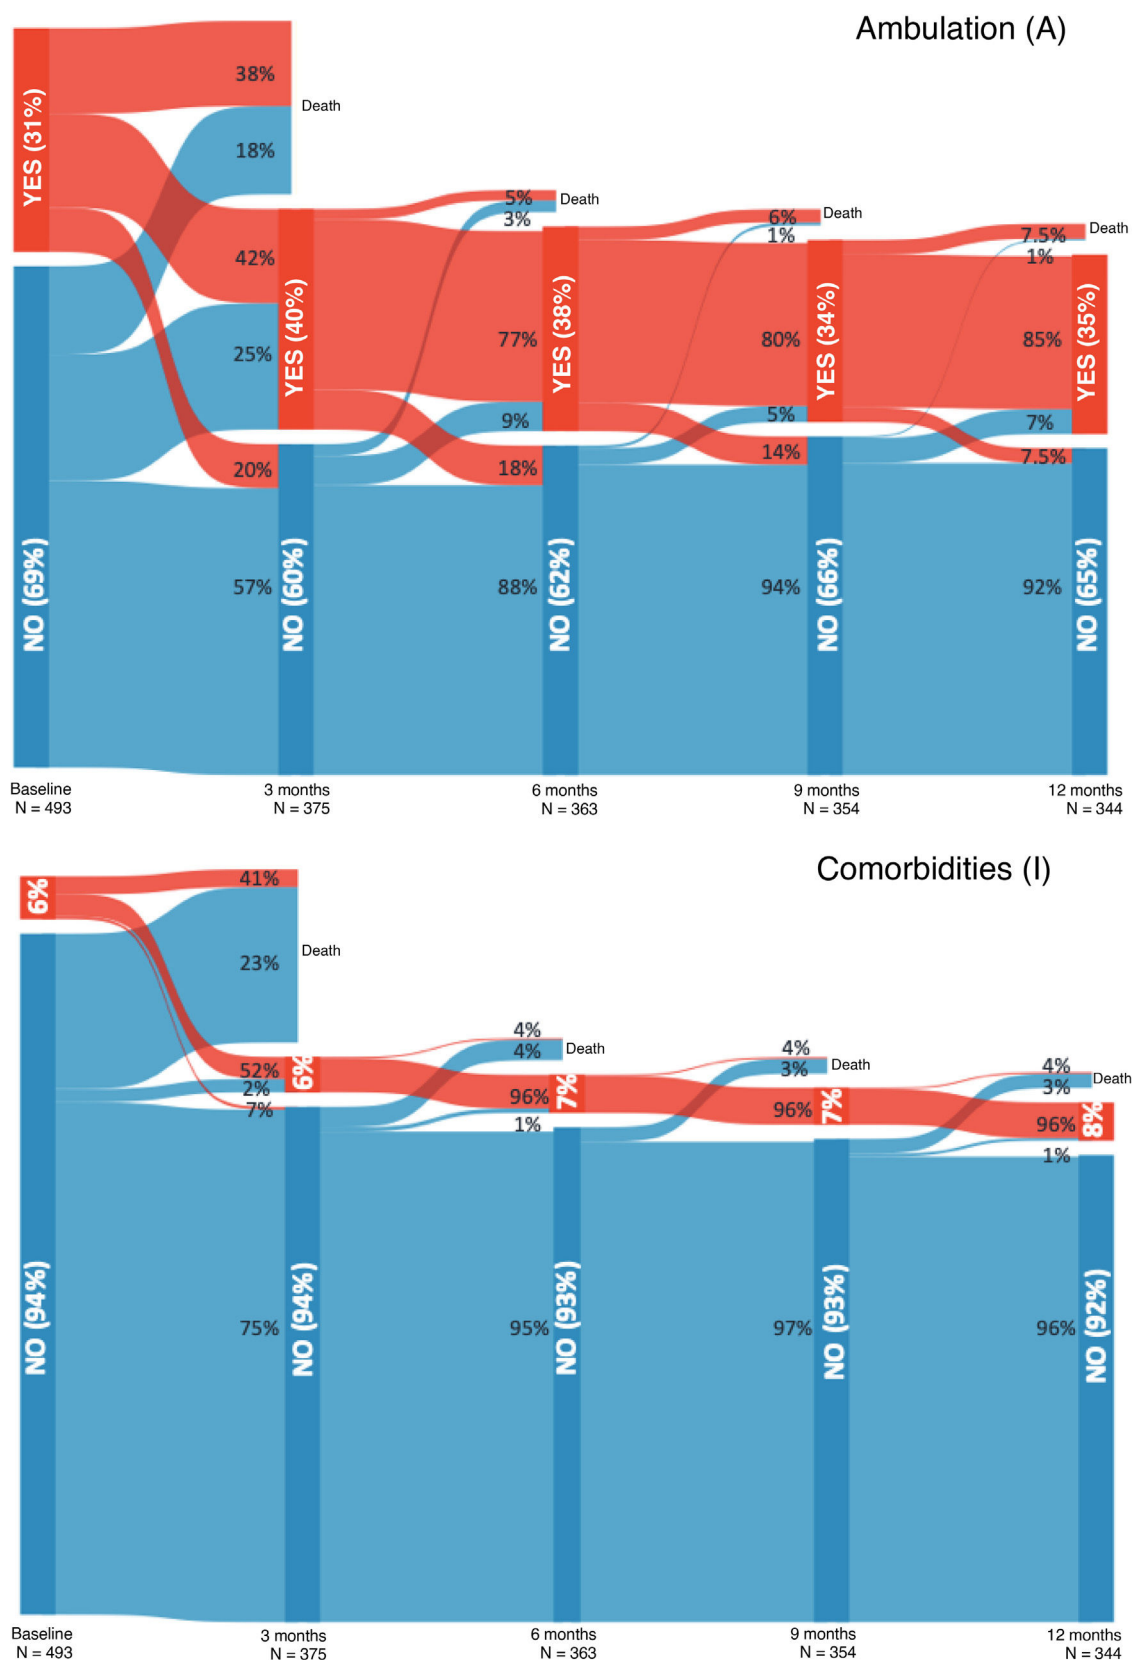 Ambulation (A)
YES (31%)
NO (69%)
38%
Death
18%
42%
25%
20%
57%
YES (40%)
NO (60%)
5%
Death
3%
77%
9%
18%
88%
YES (38%)
NO (62%)
6%
Death
1%
80%
5%
14%
94%
YES (34%)
NO (66%)
7.5%
Death
1%
85%
7%
7.5%
92%
YES (35%)
NO (65%)
Baseline
N = 493
3 months
N = 375
6 months
N = 363
9 months
N = 354
12 months
N = 344
Comorbidities (I)
6%
NO (94%)
41%
Death
23%
52%
2%
7%
75%
6%
NO (94%)
4%
4%
Death
96%
1%
95%
7%
NO (93%)
4%
3%
Death
96%
97%
7%
NO (93%)
4%
3%
Death
96%
1%
96%
8%
NO (92%)
Baseline
N = 493
3 months
N = 375
6 months
N = 363
9 months
N = 354
12 months
N = 344